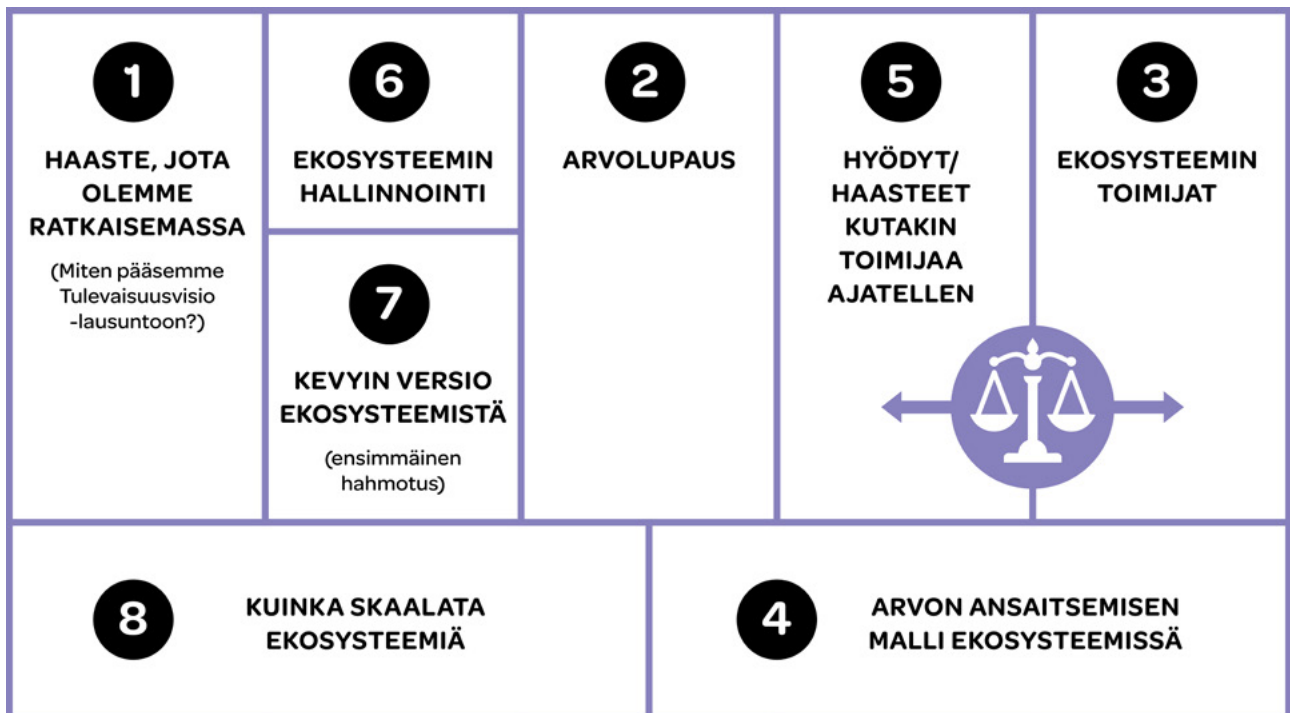 1
HAASTE, JOTA
OLEMME
RATKAISEMASSA
(Miten pääsemme
Tulevaisuusvisio
-lausuntoon?)
6
EKOSYSTEEMIN
HALLINNOINTI
7
KEVYIN VERSIO
EKOSYSTEEMISTÄ
(ensimmäinen
hahmotus)
2
ARVOLUPAUS
5
HYÖDYT/
HAASTEET
KUTAKIN
TOIMIJAA
AJATELLEN
3
EKOSYSTEEMIN
TOIMIJAT
8
KUINKA SKAALATA
EKOSYSTEEMIÄ
4
ARVON ANSAITSEMISEN
MALLI EKOSYSTEEMISSÄ